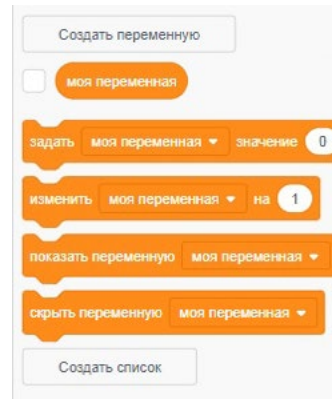 Создать переменную
моя переменная
задать моя переменная значение 0
изменить моя переменная на 1
показать переменную моя переменная
скрыть переменную моя переменная
Создать список